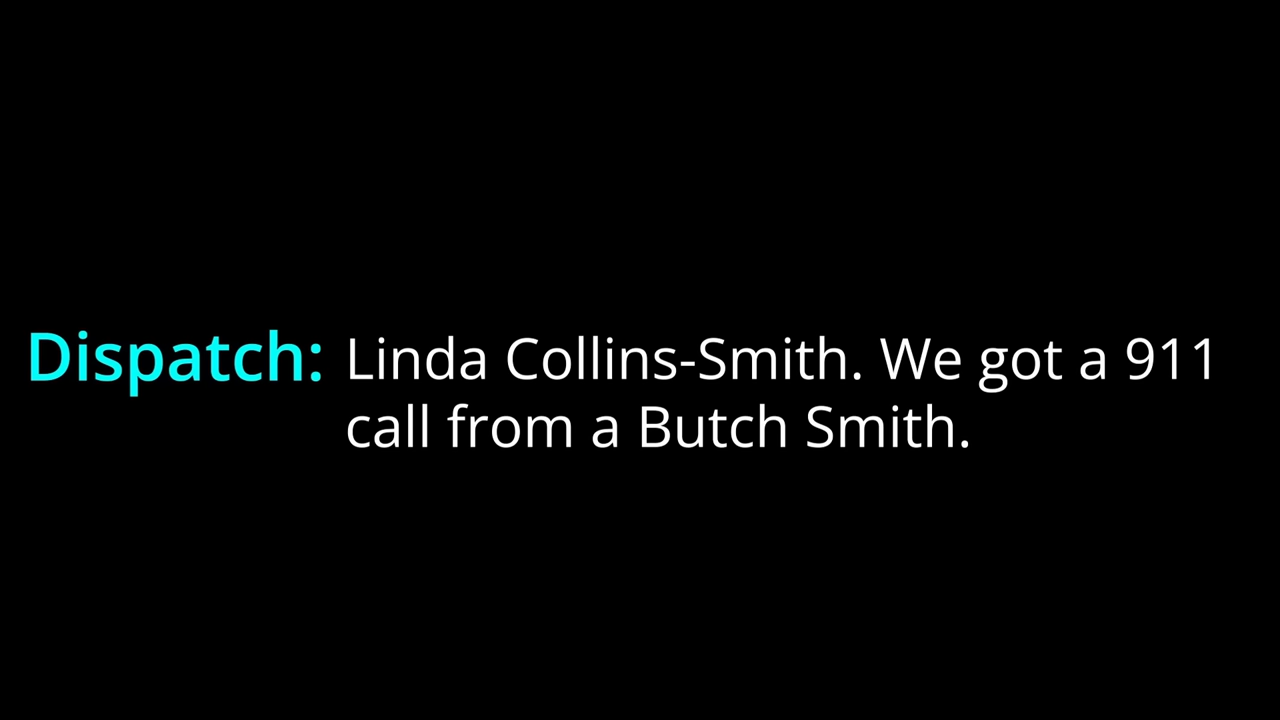 Dispatch: Linda Collins-Smith. We got a 911
call from a Butch Smith.